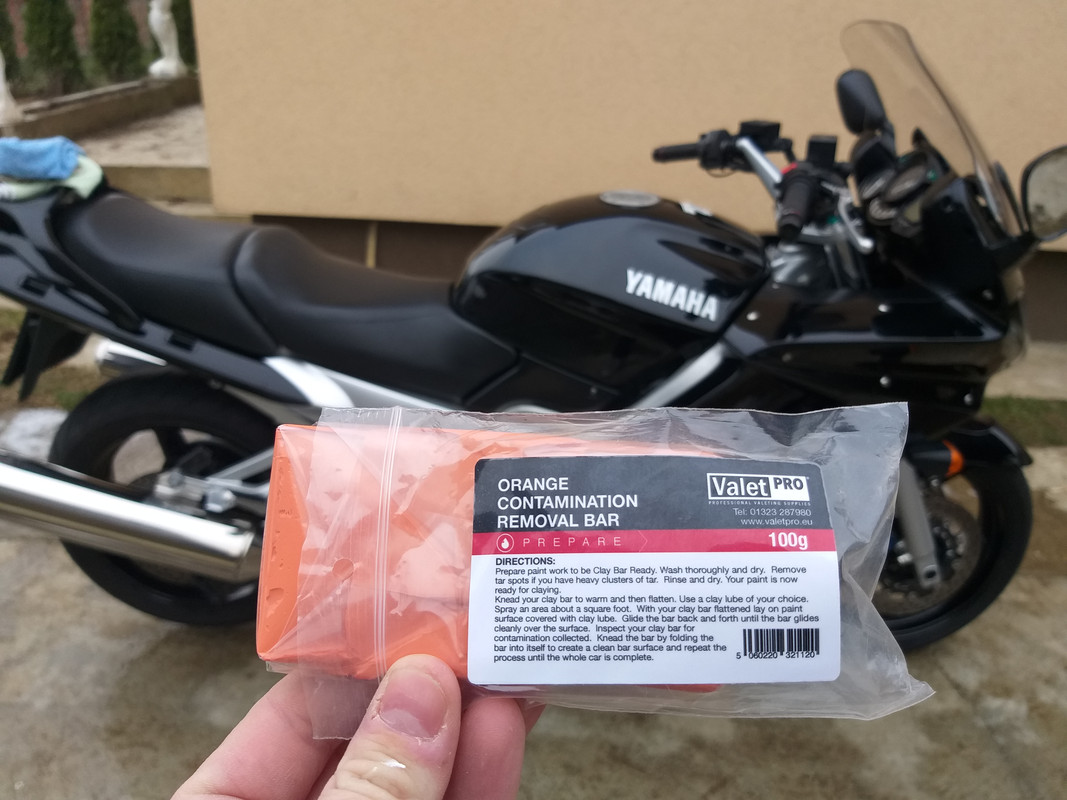 YAMAHA
ORANGE
CONTAMINATION
REMOVAL BAR
Valet PRO
PROFESSIONAL VALETING SUPPLIES
Tel: 01323 287980
www.valetpro.eu
PREPARE
100g
DIRECTIONS:
Prepare paint work to be Clay Bar Ready. Wash thoroughly and dry. Remove
tar spots if you have heavy clusters of tar. Rinse and dry. Your paint is now
ready for claying.
Knead your clay bar to warm and then flatten. Use a clay lube of your choice.
Spray an area about a square foot. With your clay bar flattened lay on paint
surface covered with clay lube. Glide the bar back and forth until the bar glides
cleanly over the surface. Inspect your clay bar for
contamination collected. Knead the bar by folding the
bar into itself to create a clean bar surface and repeat the
process until the whole car is complete.
5 060220 321120